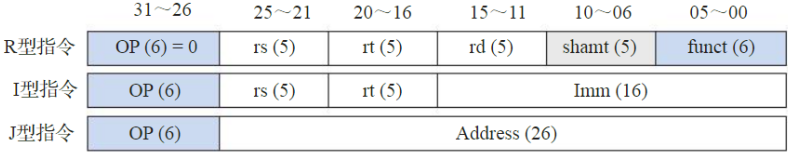 31～26 25～21 20～16 15～11 10～06 05～00
R型指令 OP (6) = 0 rs (5) rt (5) rd (5) shamt (5) funct (6)
I型指令 OP (6) rs (5) rt (5) Imm (16)
J型指令 OP (6) Address (26)